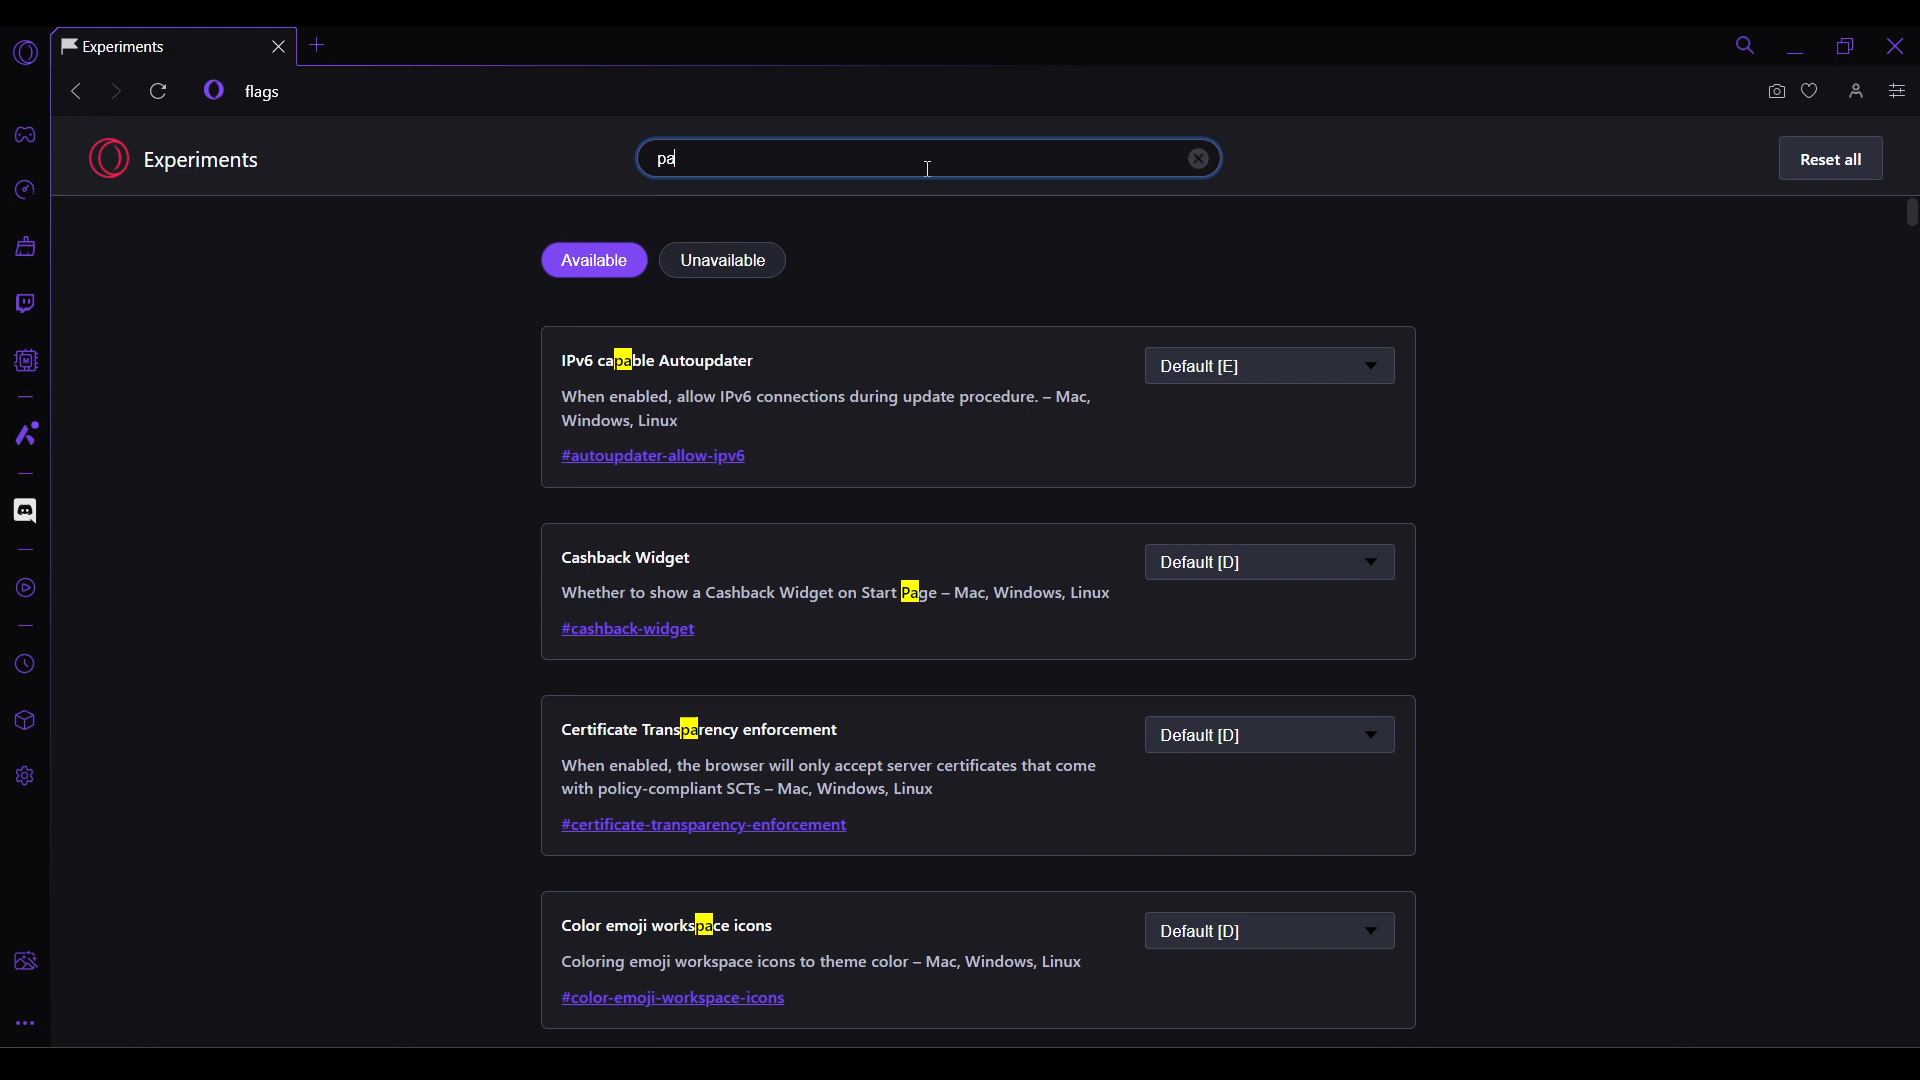 Experiments
flags
Experiments
pa
Reset all
Available
Unavailable
IPv6 capable Autoupdater
Default [E]
When enabled, allow IPv6 connections during update procedure. – Mac,
Windows, Linux
#autoupdater-allow-ipv6
Cashback Widget
Default [D]
Whether to show a Cashback Widget on Start Page – Mac, Windows, Linux
#cashback-widget
Certificate Transparency enforcement
Default [D]
When enabled, the browser will only accept server certificates that come
with policy-compliant SCTs – Mac, Windows, Linux
#certificate-transparency-enforcement
Color emoji workspace icons
Default [D]
Coloring emoji workspace icons to theme color – Mac, Windows, Linux
#color-emoji-workspace-icons